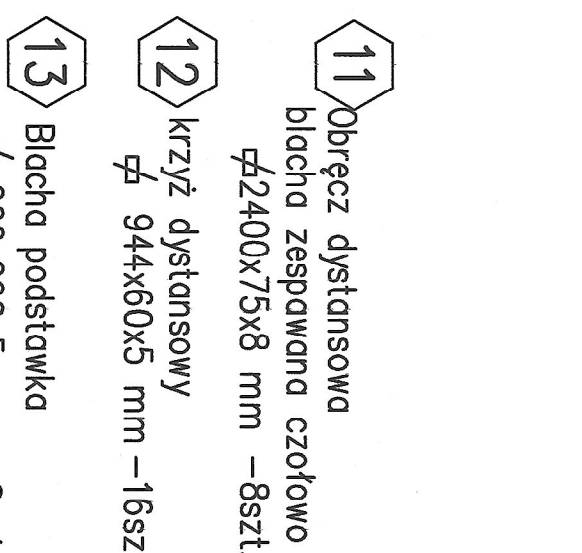 11
Obręcz dystansowa
blacha zespawana czołowo
2400x75x8 mm -8szt.
12
krzyż dystansowy
944x60x5 mm -16sz
13
Blacha podstawka